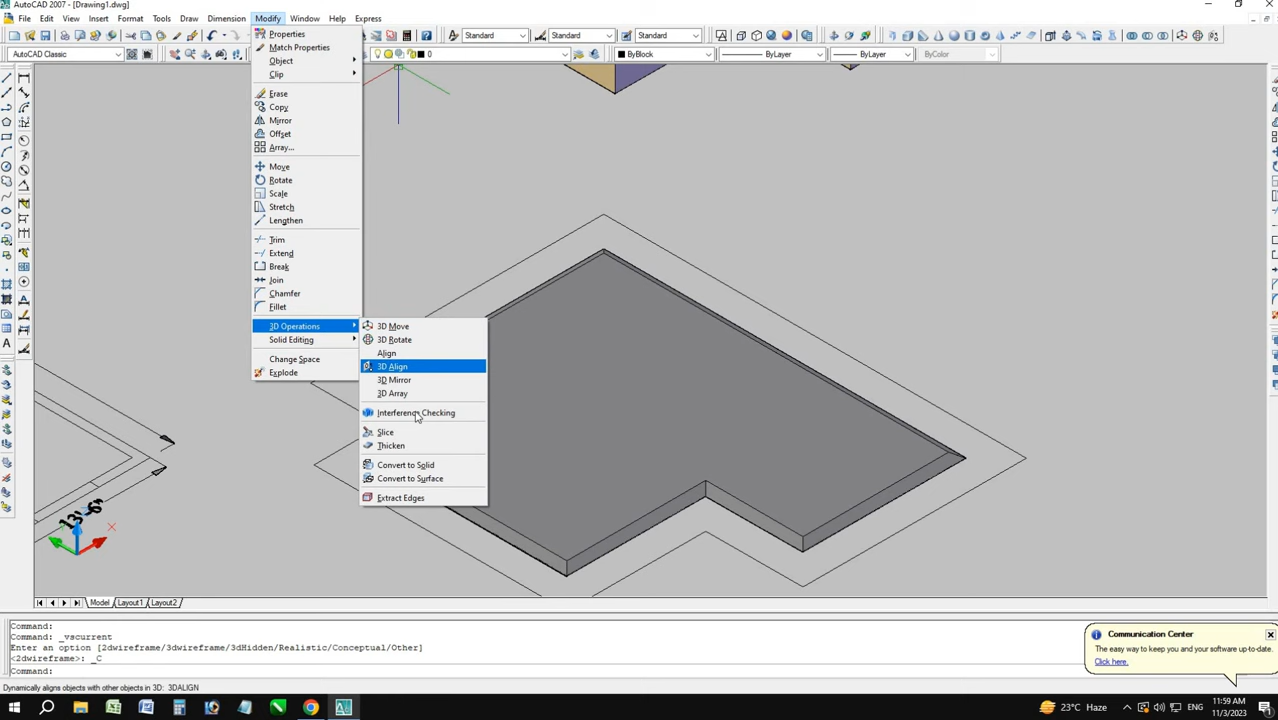 AutoCAD 2007 - [Drawing1.dwg]
File Edit View Insert Format Tools Draw Dimension Modify Window Help Express
Standard Standard Standard
AutoCAD Classic 0 ByBlock ByLayer ByLayer ByColor
Properties
Match Properties
Object
Clip
Erase
Copy
Mirror
Offset
Array...
Move
Rotate
Scale
Stretch
Lengthen
Trim
Extend
Break
Join
Chamfer
Fillet
3D Operations
Solid Editing
Change Space
Explode
3D Move
3D Rotate
Align
3D Align
3D Mirror
3D Array
Interference Checking
Slice
Thicken
Convert to Solid
Convert to Surface
Extract Edges
Model Layout1 Layout2
Command:
Command: _vscurrent
Enter an option [2dwireframe/3dwireframe/3dHidden/Realistic/Conceptual/Other]
<2dwireframe>: _C
Command:
Dynamically aligns objects with other objects in 3D: 3DALIGN
Communication Center
The easy way to keep you and your software up-to-date.
Click here.
23°C Haze
ENG
11:59 AM
11/3/2023